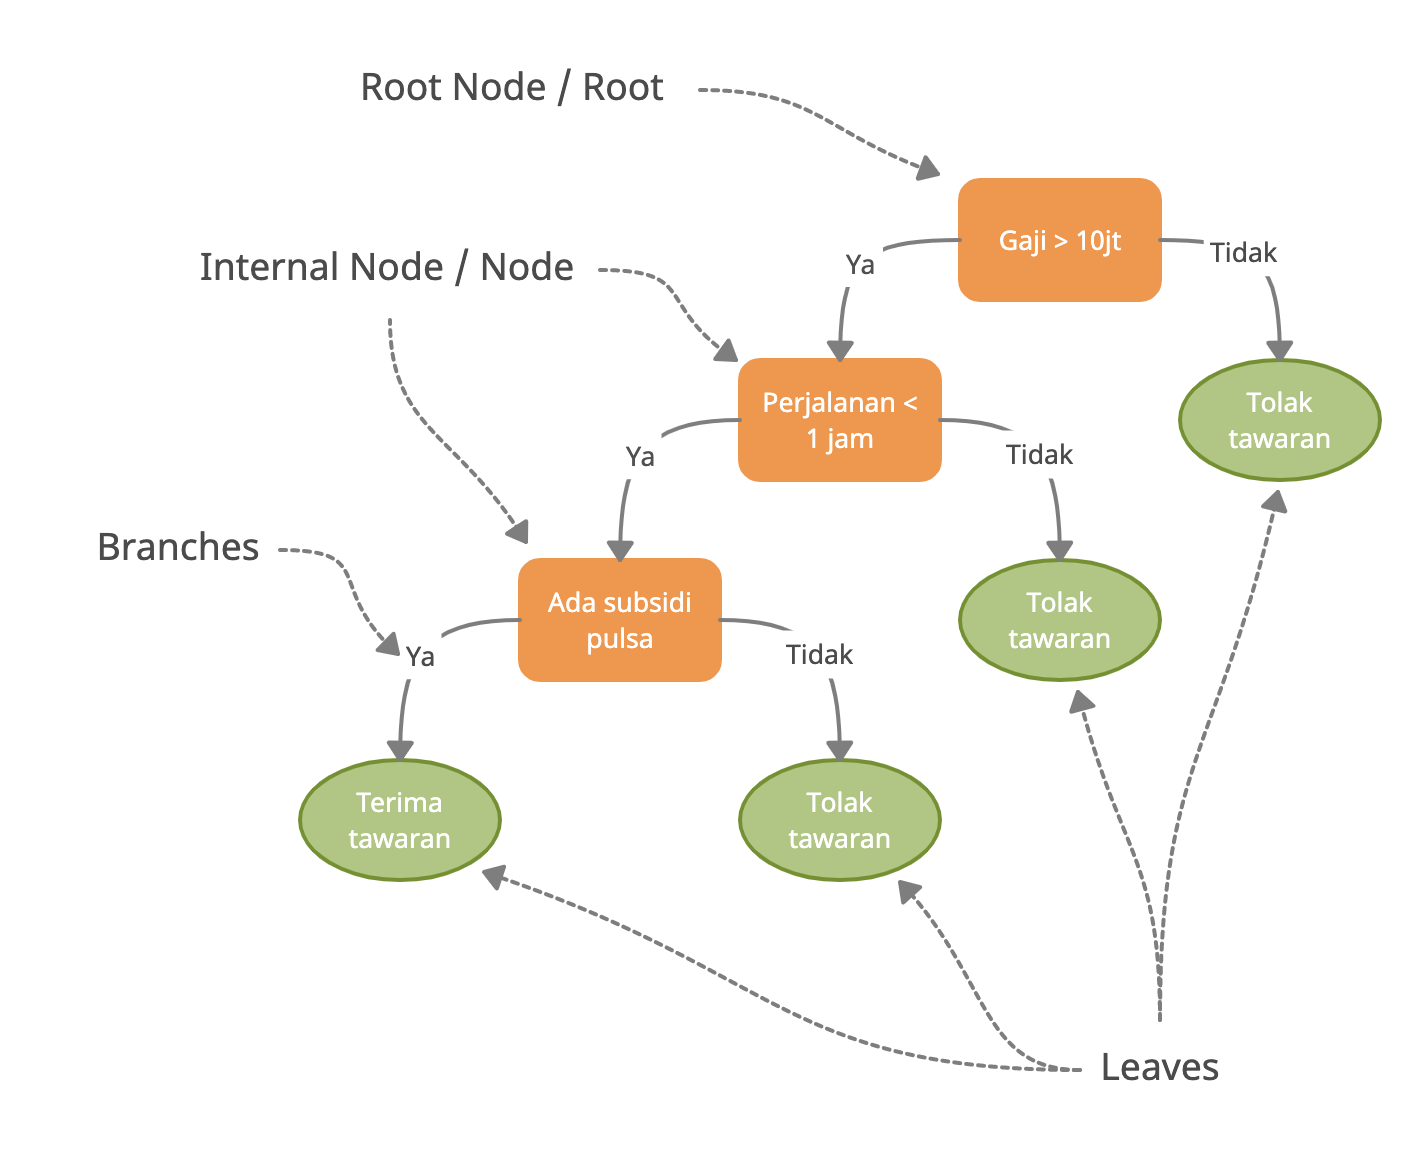 Root Node / Root
Gaji > 10jt
Ya
Tidak
Internal Node / Node
Perjalanan <
1 jam
Tolak
tawaran
Ya
Tidak
Branches
Ada subsidi
pulsa
Tolak
tawaran
Ya
Tidak
Terima
tawaran
Tolak
tawaran
Leaves